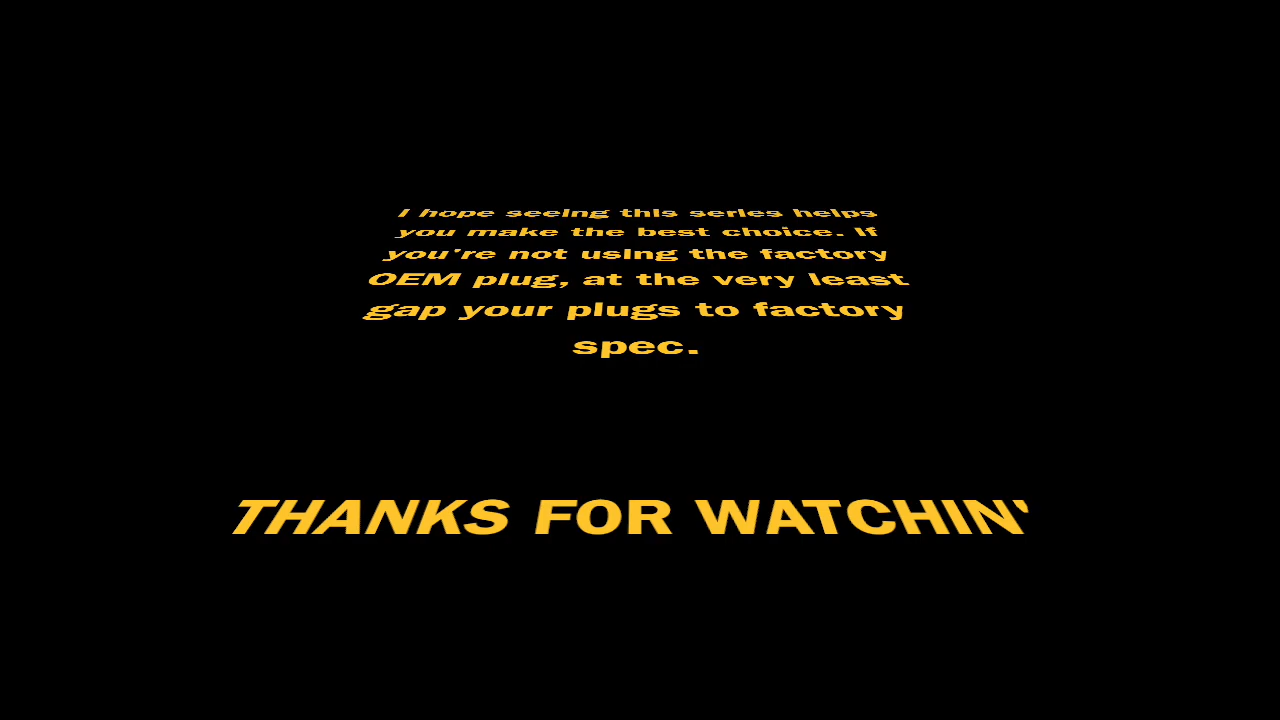 I hope seeing this series helps
you make the best choice. If
you're not using the factory
OEM plug, at the very least
gap your plugs to factory
spec.
THANKS FOR WATCHIN'